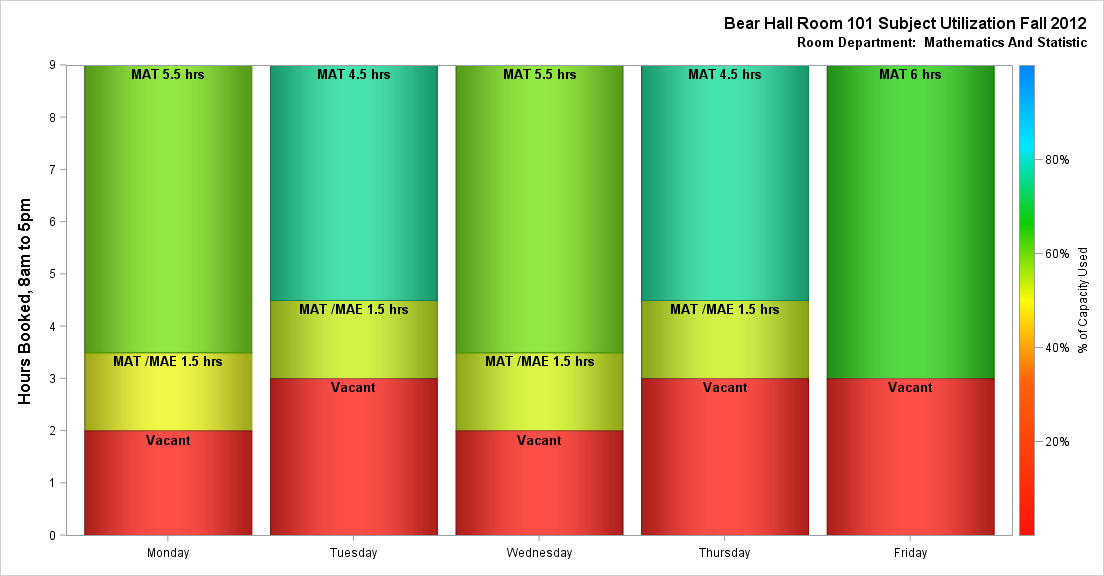 Bear Hall Room 101 Subject Utilization Fall 2012
Room Department:  Mathematics And Statistic
Hours Booked, 8am to 5pm
9
8
7
6
5
4
3
2
1
0
MAT 5.5 hrs
MAT /MAE 1.5 hrs
Vacant
MAT 4.5 hrs
MAT /MAE 1.5 hrs
Vacant
MAT 5.5 hrs
MAT /MAE 1.5 hrs
Vacant
MAT 4.5 hrs
MAT /MAE 1.5 hrs
Vacant
MAT 6 hrs
Vacant
Monday
Tuesday
Wednesday
Thursday
Friday
80%
60%
40%
20%
% of Capacity Used